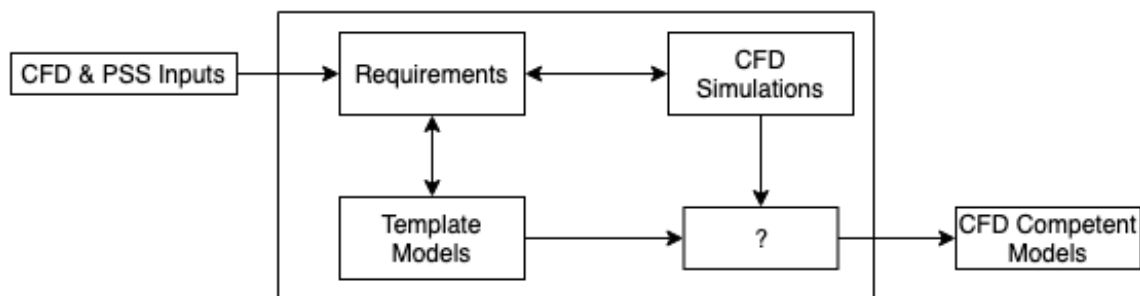 CFD & PSS Inputs
Requirements
CFD
Simulations
Template
Models
?
CFD Competent
Models